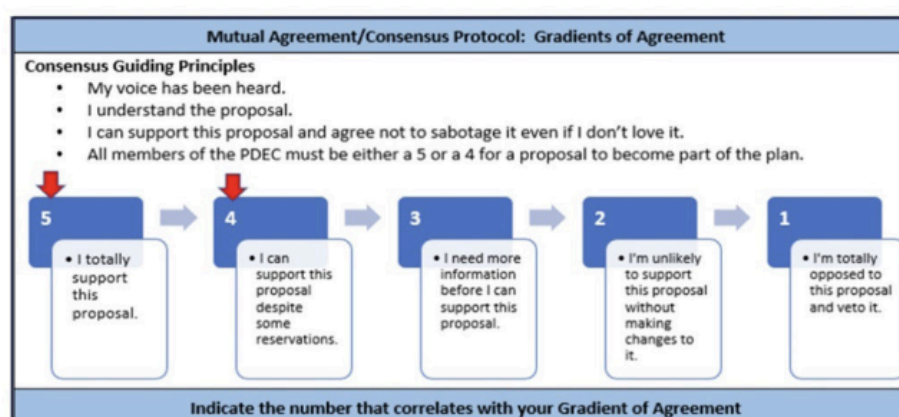 Mutual Agreement/Consensus Protocol: Gradients of Agreement
Consensus Guiding Principles
• My voice has been heard.
• I understand the proposal.
• I can support this proposal and agree not to sabotage it even if I don't love it.
• All members of the PDEC must be either a 5 or a 4 for a proposal to become part of the plan.
5
• I totally
support
this
proposal.
4
• I can
support this
proposal
despite
some
reservations.
3
• I need more
information
before I can
support this
proposal.
2
• I'm unlikely
to support
this proposal
without
making
changes to
it.
1
• I'm totally
opposed to
this proposal
and veto it.
Indicate the number that correlates with your Gradient of Agreement